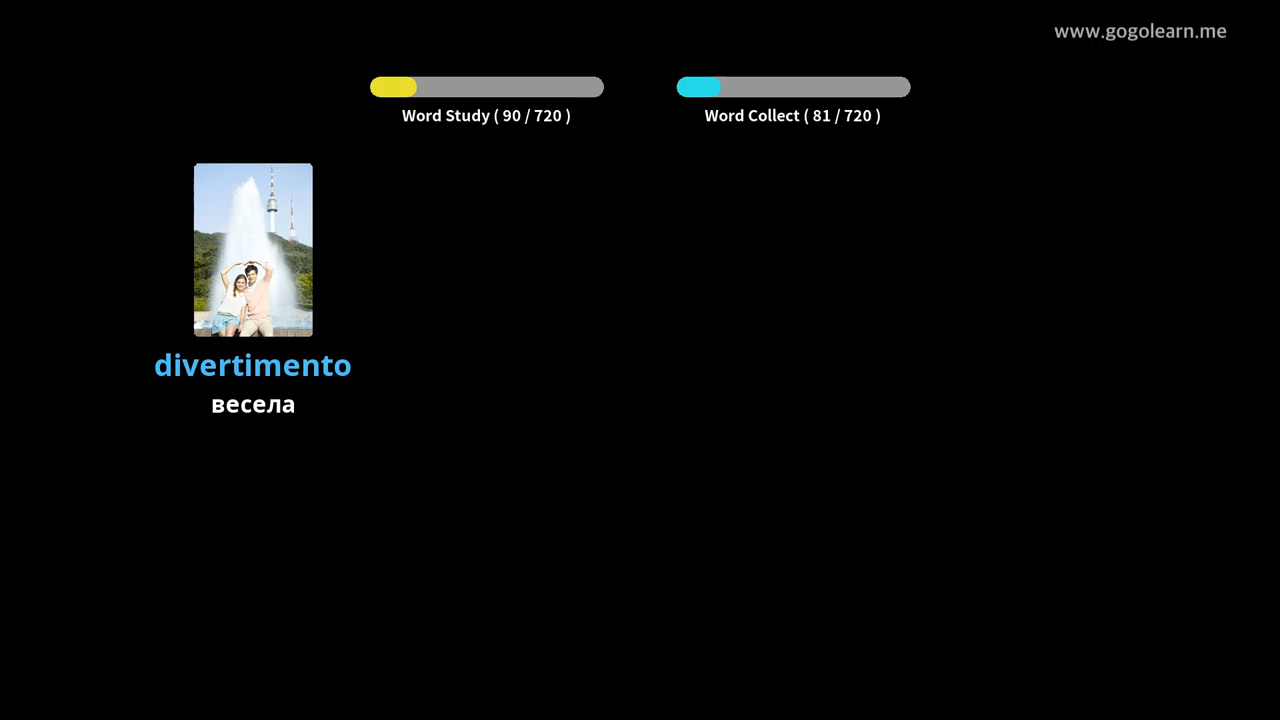 www.gogolearn.me
Word Study ( 90 / 720 )
Word Collect ( 81 / 720 )
divertimento
весела